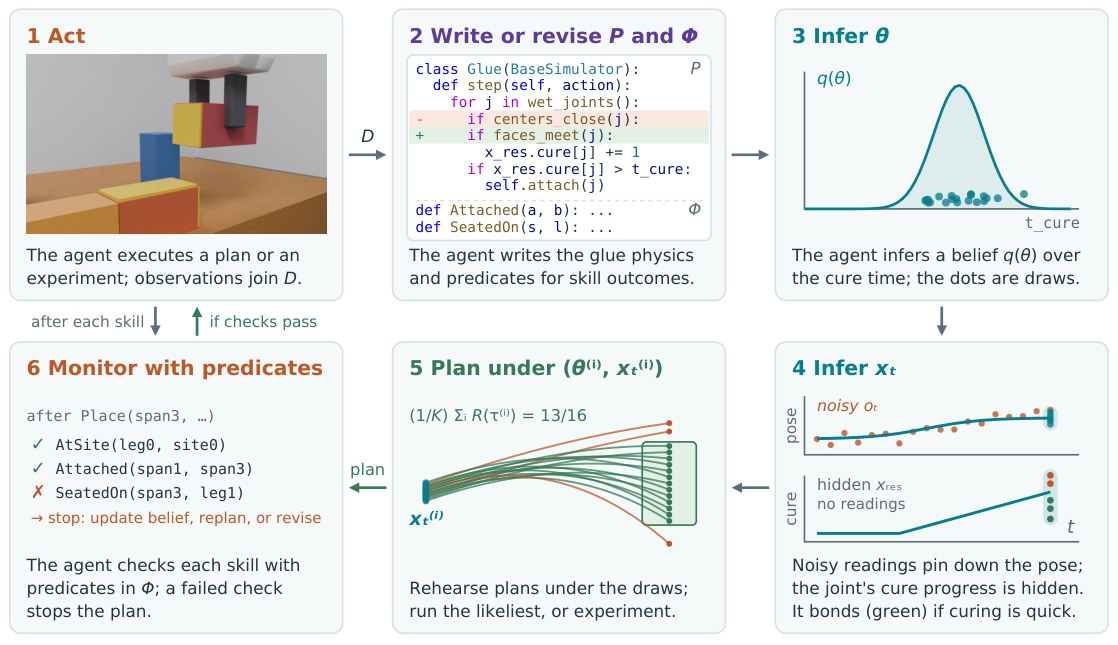 1 Act
The agent executes a plan or an
experiment; observations join D.
D
2 Write or revise P and Φ
class Glue(BaseSimulator):
P
def step(self, action):
for j in wet_joints():
- if centers_close(j):
+ if faces_meet(j):
x_res.cure[j] += 1
if x_res.cure[j] > t_cure:
self.attach(j)
def Attached(a, b): ...
Φ
def SeatedOn(s, l): ...
The agent writes the glue physics
and predicates for skill outcomes.
3 Infer θ
q(θ)
t_cure
The agent infers a belief q(θ) over
the cure time; the dots are draws.
after each skill
if checks pass
6 Monitor with predicates
after Place(span3, …)
✓ AtSite(leg0, site0)
✓ Attached(span1, span3)
✗ SeatedOn(span3, leg1)
→ stop: update belief, replan, or revise
The agent checks each skill with
predicates in Φ; a failed check
stops the plan.
plan
5 Plan under (θ⁽ⁱ⁾, xₜ⁽ⁱ⁾)
(1/K) Σᵢ R(τ⁽ⁱ⁾) = 13/16
xₜ⁽ⁱ⁾
Rehearse plans under the draws;
run the likeliest, or experiment.
4 Infer xₜ
pose
noisy oₜ
cure
hidden xᵣₑₛ
no readings
t
Noisy readings pin down the pose;
the joint's cure progress is hidden.
It bonds (green) if curing is quick.